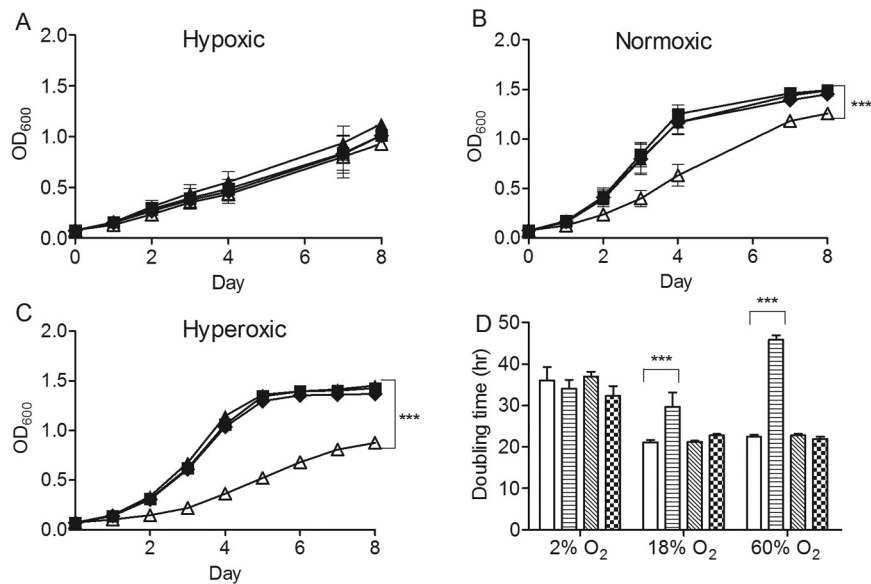 A
Hypoxic
2.0
1.5
1.0
0.5
0.0
OD600
0 2 4 6 8
Day
B
Normoxic
2.0
1.5
1.0
0.5
0.0
OD600
0 2 4 6 8
Day
***
C
Hyperoxic
2.0
1.5
1.0
0.5
0.0
OD600
2 4 6 8
Day
***
D
50
40
30
20
10
0
Doubling time (hr)
***
***
2% O2 18% O2 60% O2